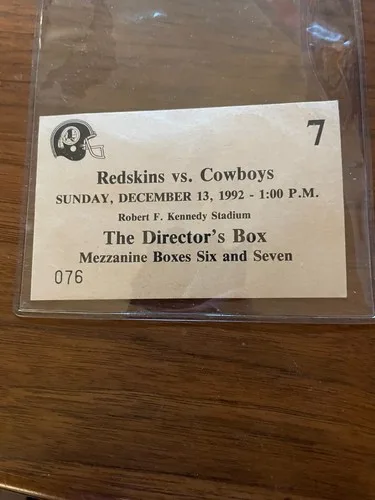 7
Redskins vs. Cowboys
SUNDAY, DECEMBER 13, 1992 - 1:00 P.M.
Robert F. Kennedy Stadium
The Director's Box
Mezzanine Boxes Six and Seven
076